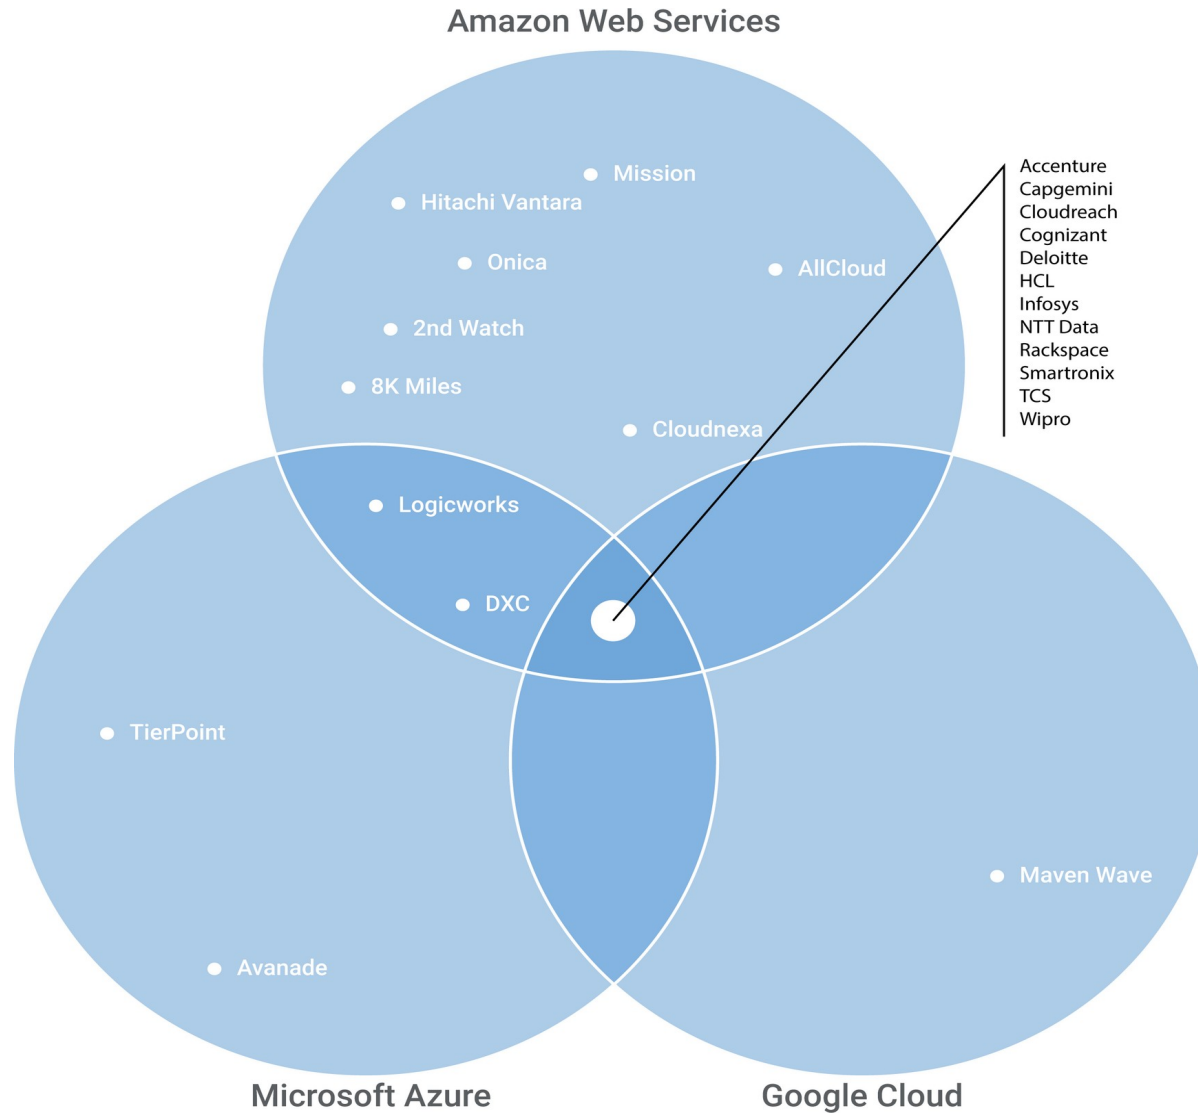 Amazon Web Services
Mission
Hitachi Vantara
Onica
AllCloud
2nd Watch
8K Miles
Cloudnexa
Accenture
Capgemini
Cloudreach
Cognizant
Deloitte
HCL
Infosys
NTT Data
Rackspace
Smartronix
TCS
Wipro
Logicworks
DXC
TierPoint
Maven Wave
Avanade
Microsoft Azure
Google Cloud